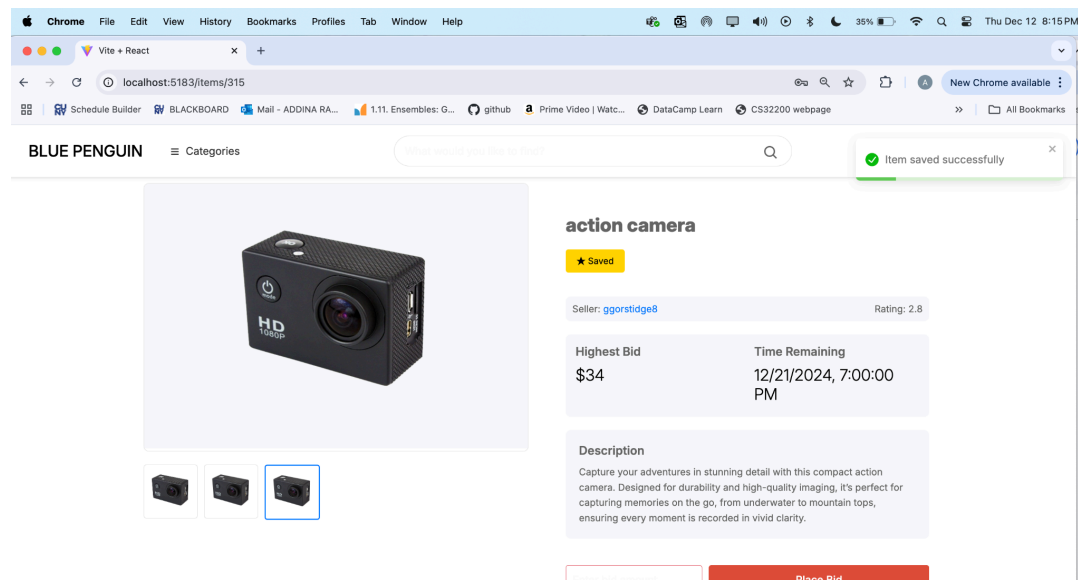 Chrome File Edit View History Bookmarks Profiles Tab Window Help 35% Thu Dec 12 8:15 PM
Vite + React
localhost:5183/items/315 New Chrome available
Schedule Builder BLACKBOARD Mail - ADDINA RA... 1.11. Ensembles: G... github Prime Video | Watc... DataCamp Learn CS32200 webpage » All Bookmarks
BLUE PENGUIN Categories
Item saved successfully
action camera
★ Saved
Seller: ggorstidge8 Rating: 2.8
mode
HD
1080P
Highest Bid Time Remaining
$34 12/21/2024, 7:00:00
PM
Description
Capture your adventures in stunning detail with this compact action
camera. Designed for durability and high-quality imaging, it's perfect for
capturing memories on the go, from underwater to mountain tops,
ensuring every moment is recorded in vivid clarity.
Place Bid